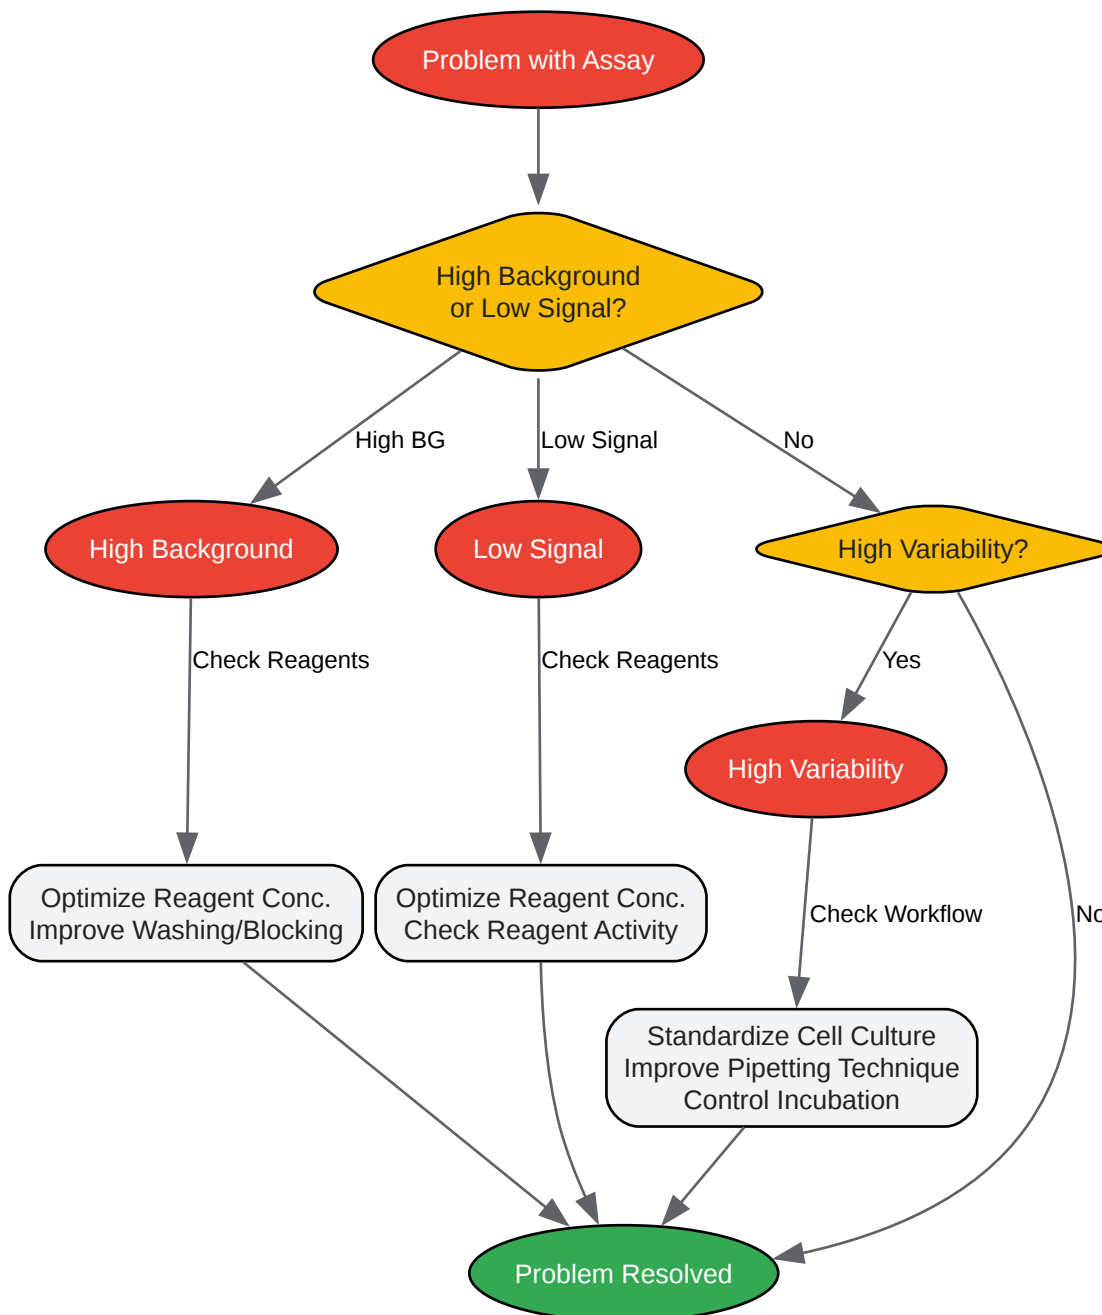 Problem with Assay
High Background
or Low Signal?
High BG
Low Signal
No
High Background
Low Signal
High Variability?
Check Reagents
Check Reagents
Yes
High Variability
Optimize Reagent Conc.
Improve Washing/Blocking
Optimize Reagent Conc.
Check Reagent Activity
Check Workflow
No
Standardize Cell Culture
Improve Pipetting Technique
Control Incubation
Problem Resolved